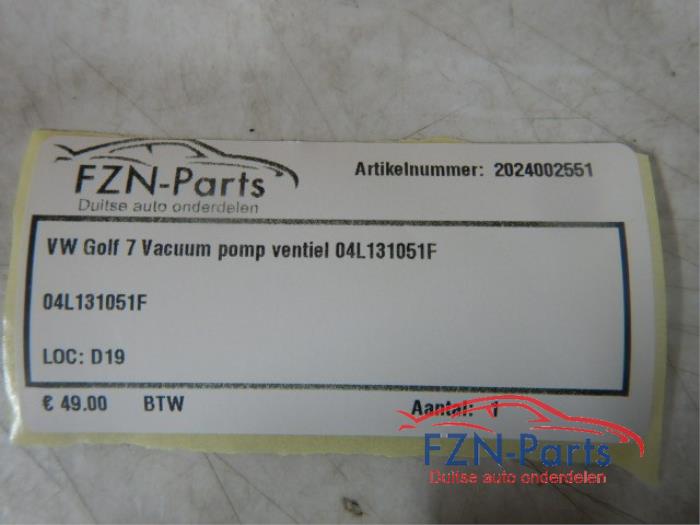 FZN-Parts
Duitse auto onderdelen
Artikelnummer: 2024002551
VW Golf 7 Vacuum pomp ventiel 04L131051F
04L131051F
LOC: D19
€ 49.00 BTW Aantal: 1
FZN-Parts
Duitse auto onderdelen